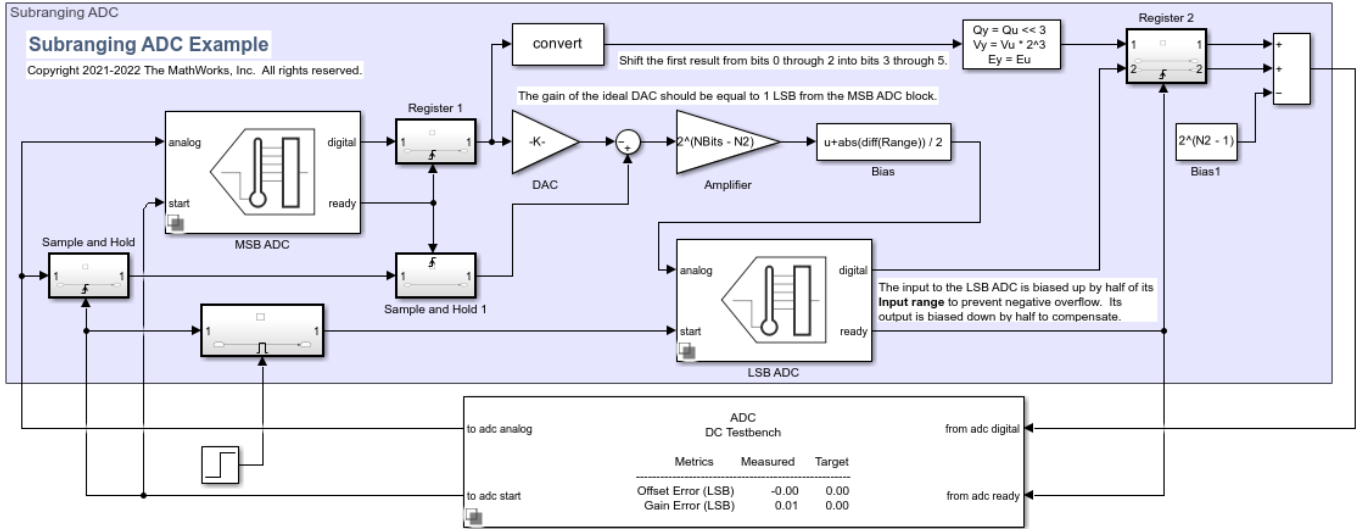 Subranging ADC
Subranging ADC Example
Copyright 2021-2022 The MathWorks, Inc.  All rights reserved.
convert
Shift the first result from bits 0 through 2 into bits 3 through 5.
Qy = Qu << 3
Vy = Vu * 2^3
Ey = Eu
Register 2
1
1
2
2
+
+
−
The gain of the ideal DAC should be equal to 1 LSB from the MSB ADC block.
Register 1
1
1
analog
digital
start
ready
MSB ADC
-K-
DAC
−
+
2^(NBits - N2)
Amplifier
u+abs(diff(Range)) / 2
Bias
2^(N2 - 1)
Bias1
Sample and Hold
1
1
1
1
Sample and Hold 1
1
1
analog
digital
start
ready
LSB ADC
The input to the LSB ADC is biased up by half of its
Input range to prevent negative overflow.  Its
output is biased down by half to compensate.
to adc analog
ADC
DC Testbench
from adc digital
Metrics Measured Target
-----------------------------------------------------
Offset Error (LSB) -0.00 0.00
Gain Error (LSB) 0.01 0.00
to adc start
from adc ready